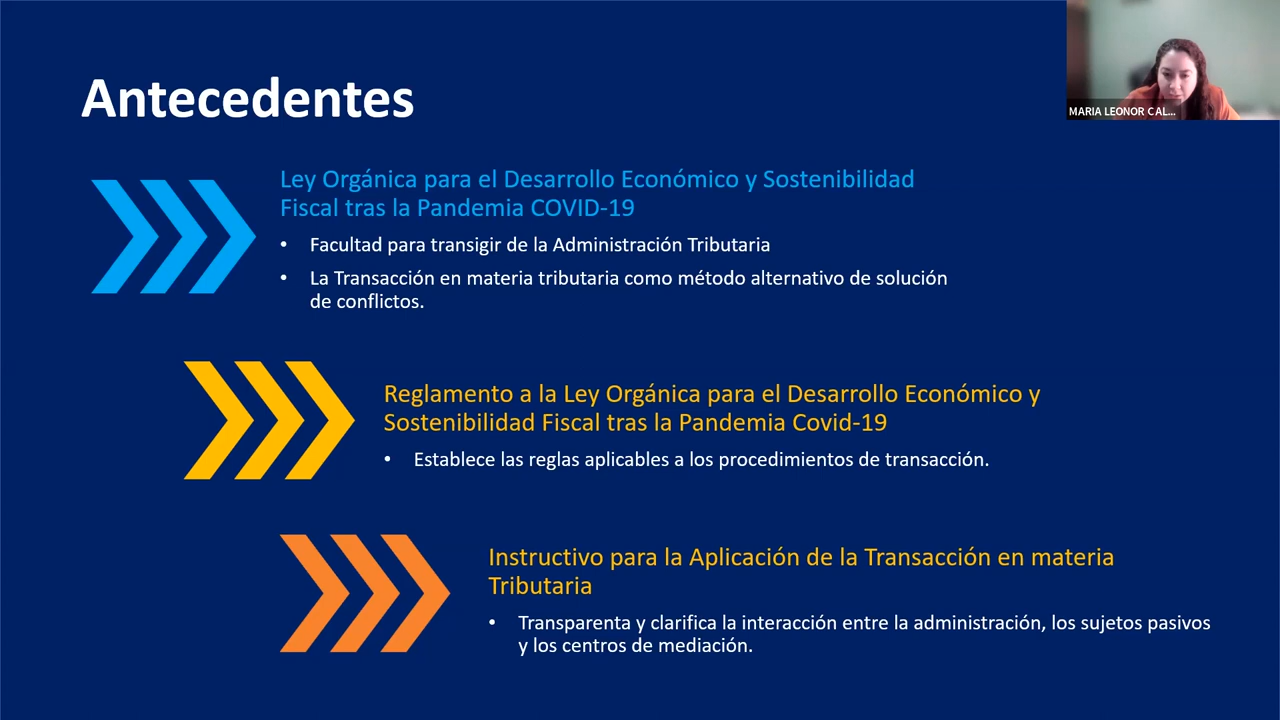 Antecedentes
MARIA LEONOR CAL...
Ley Orgánica para el Desarrollo Económico y Sostenibilidad
Fiscal tras la Pandemia COVID-19
• Facultad para transigir de la Administración Tributaria
• La Transacción en materia tributaria como método alternativo de solución
de conflictos.
Reglamento a la Ley Orgánica para el Desarrollo Económico y
Sostenibilidad Fiscal tras la Pandemia Covid-19
• Establece las reglas aplicables a los procedimientos de transacción.
Instructivo para la Aplicación de la Transacción en materia
Tributaria
• Transparenta y clarifica la interacción entre la administración, los sujetos pasivos
y los centros de mediación.